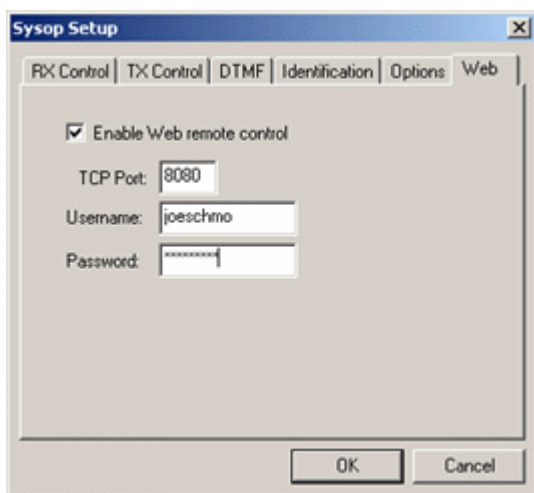 Sysop Setup
RX Control TX Control DTMF Identification Options Web
Enable Web remote control
TCP Port: 8080
Username: joeschmo
Password: *********
OK Cancel